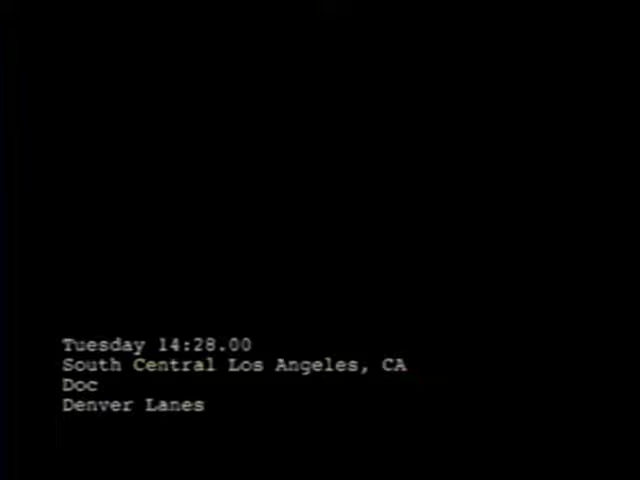 Tuesday 14:28.00
South Central Los Angeles, CA
Doc
Denver Lanes